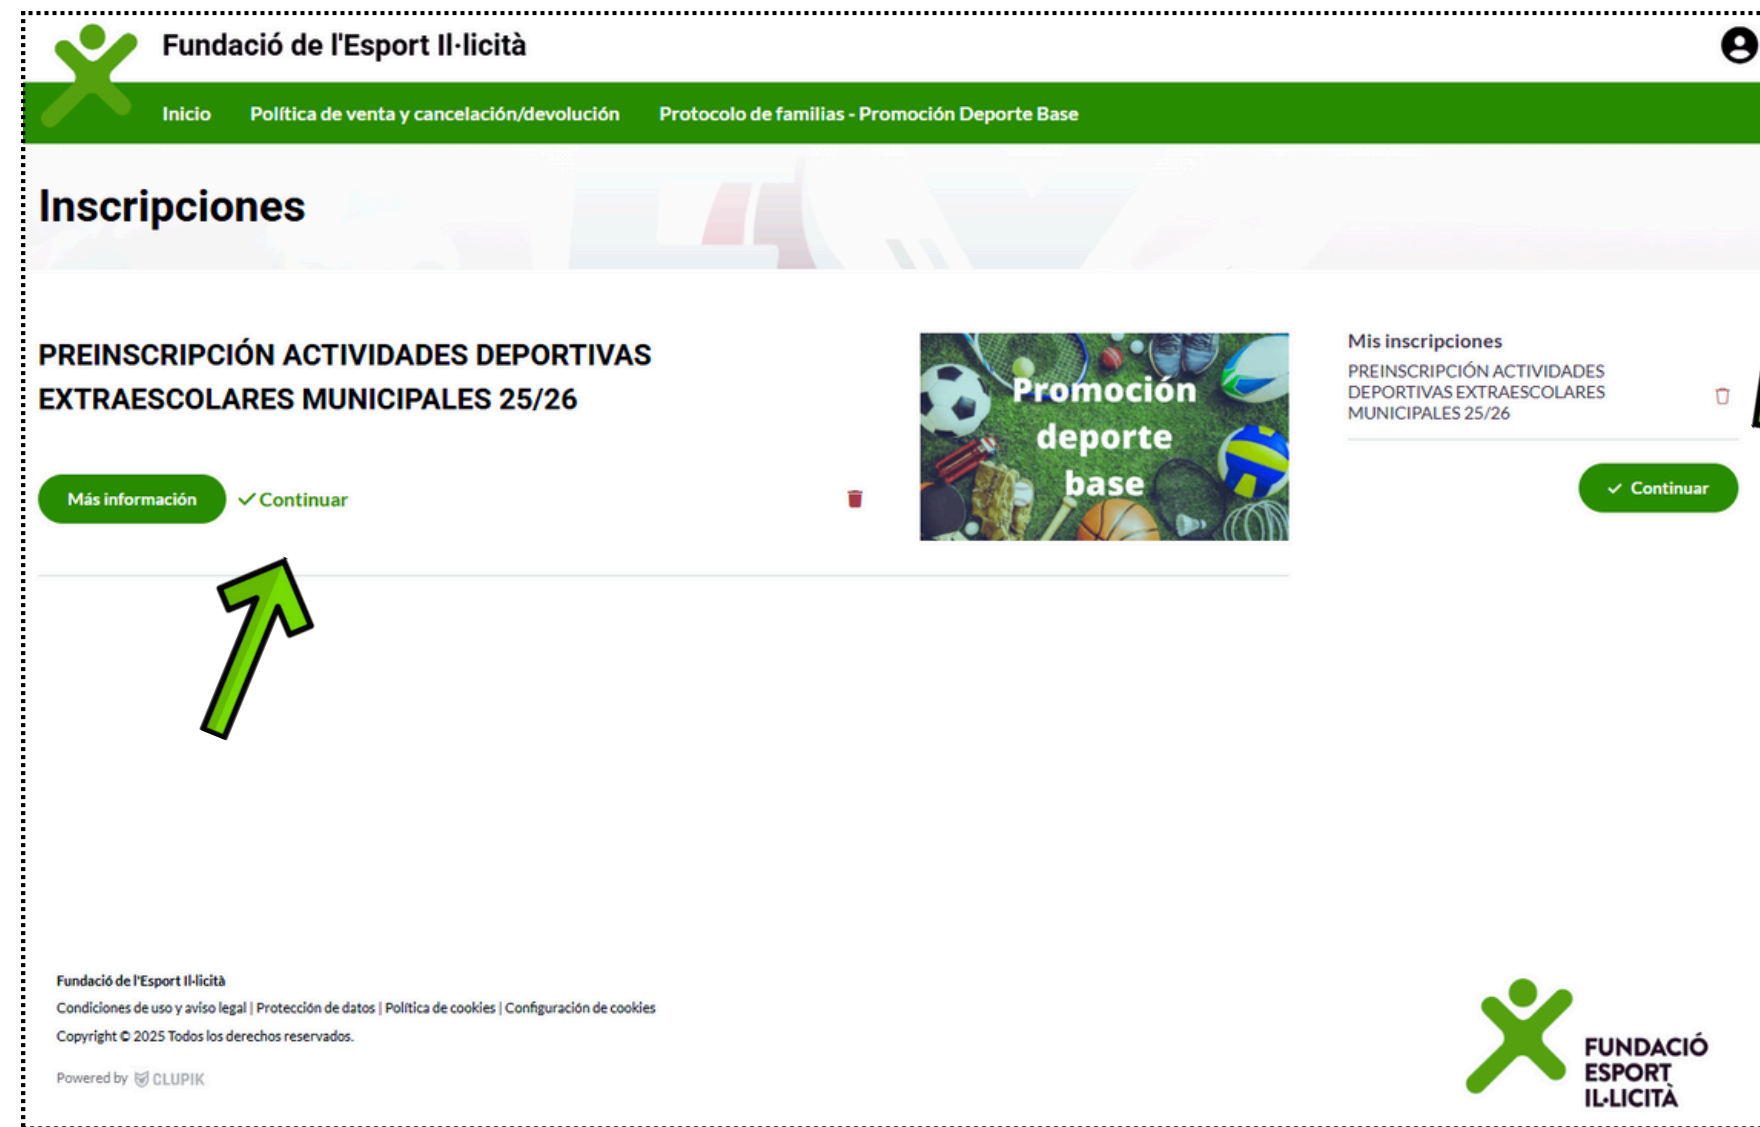 Fundació de l'Esport Il·licità
Inicio Política de venta y cancelación/devolución Protocolo de familias - Promoción Deporte Base
Inscripciones
PREINSCRIPCIÓN ACTIVIDADES DEPORTIVAS
EXTRAESCOLARES MUNICIPALES 25/26
Más información Continuar
Promoción
deporte
base
Mis inscripciones
PREINSCRIPCIÓN ACTIVIDADES
DEPORTIVAS EXTRAESCOLARES
MUNICIPALES 25/26
Continuar
Fundació de l'Esport Il·licità
Condiciones de uso y aviso legal | Protección de datos | Política de cookies | Configuración de cookies
Copyright © 2025 Todos los derechos reservados.
Powered by CLUPIK
FUNDACIÓ
ESPORT
IL·LICITÀ